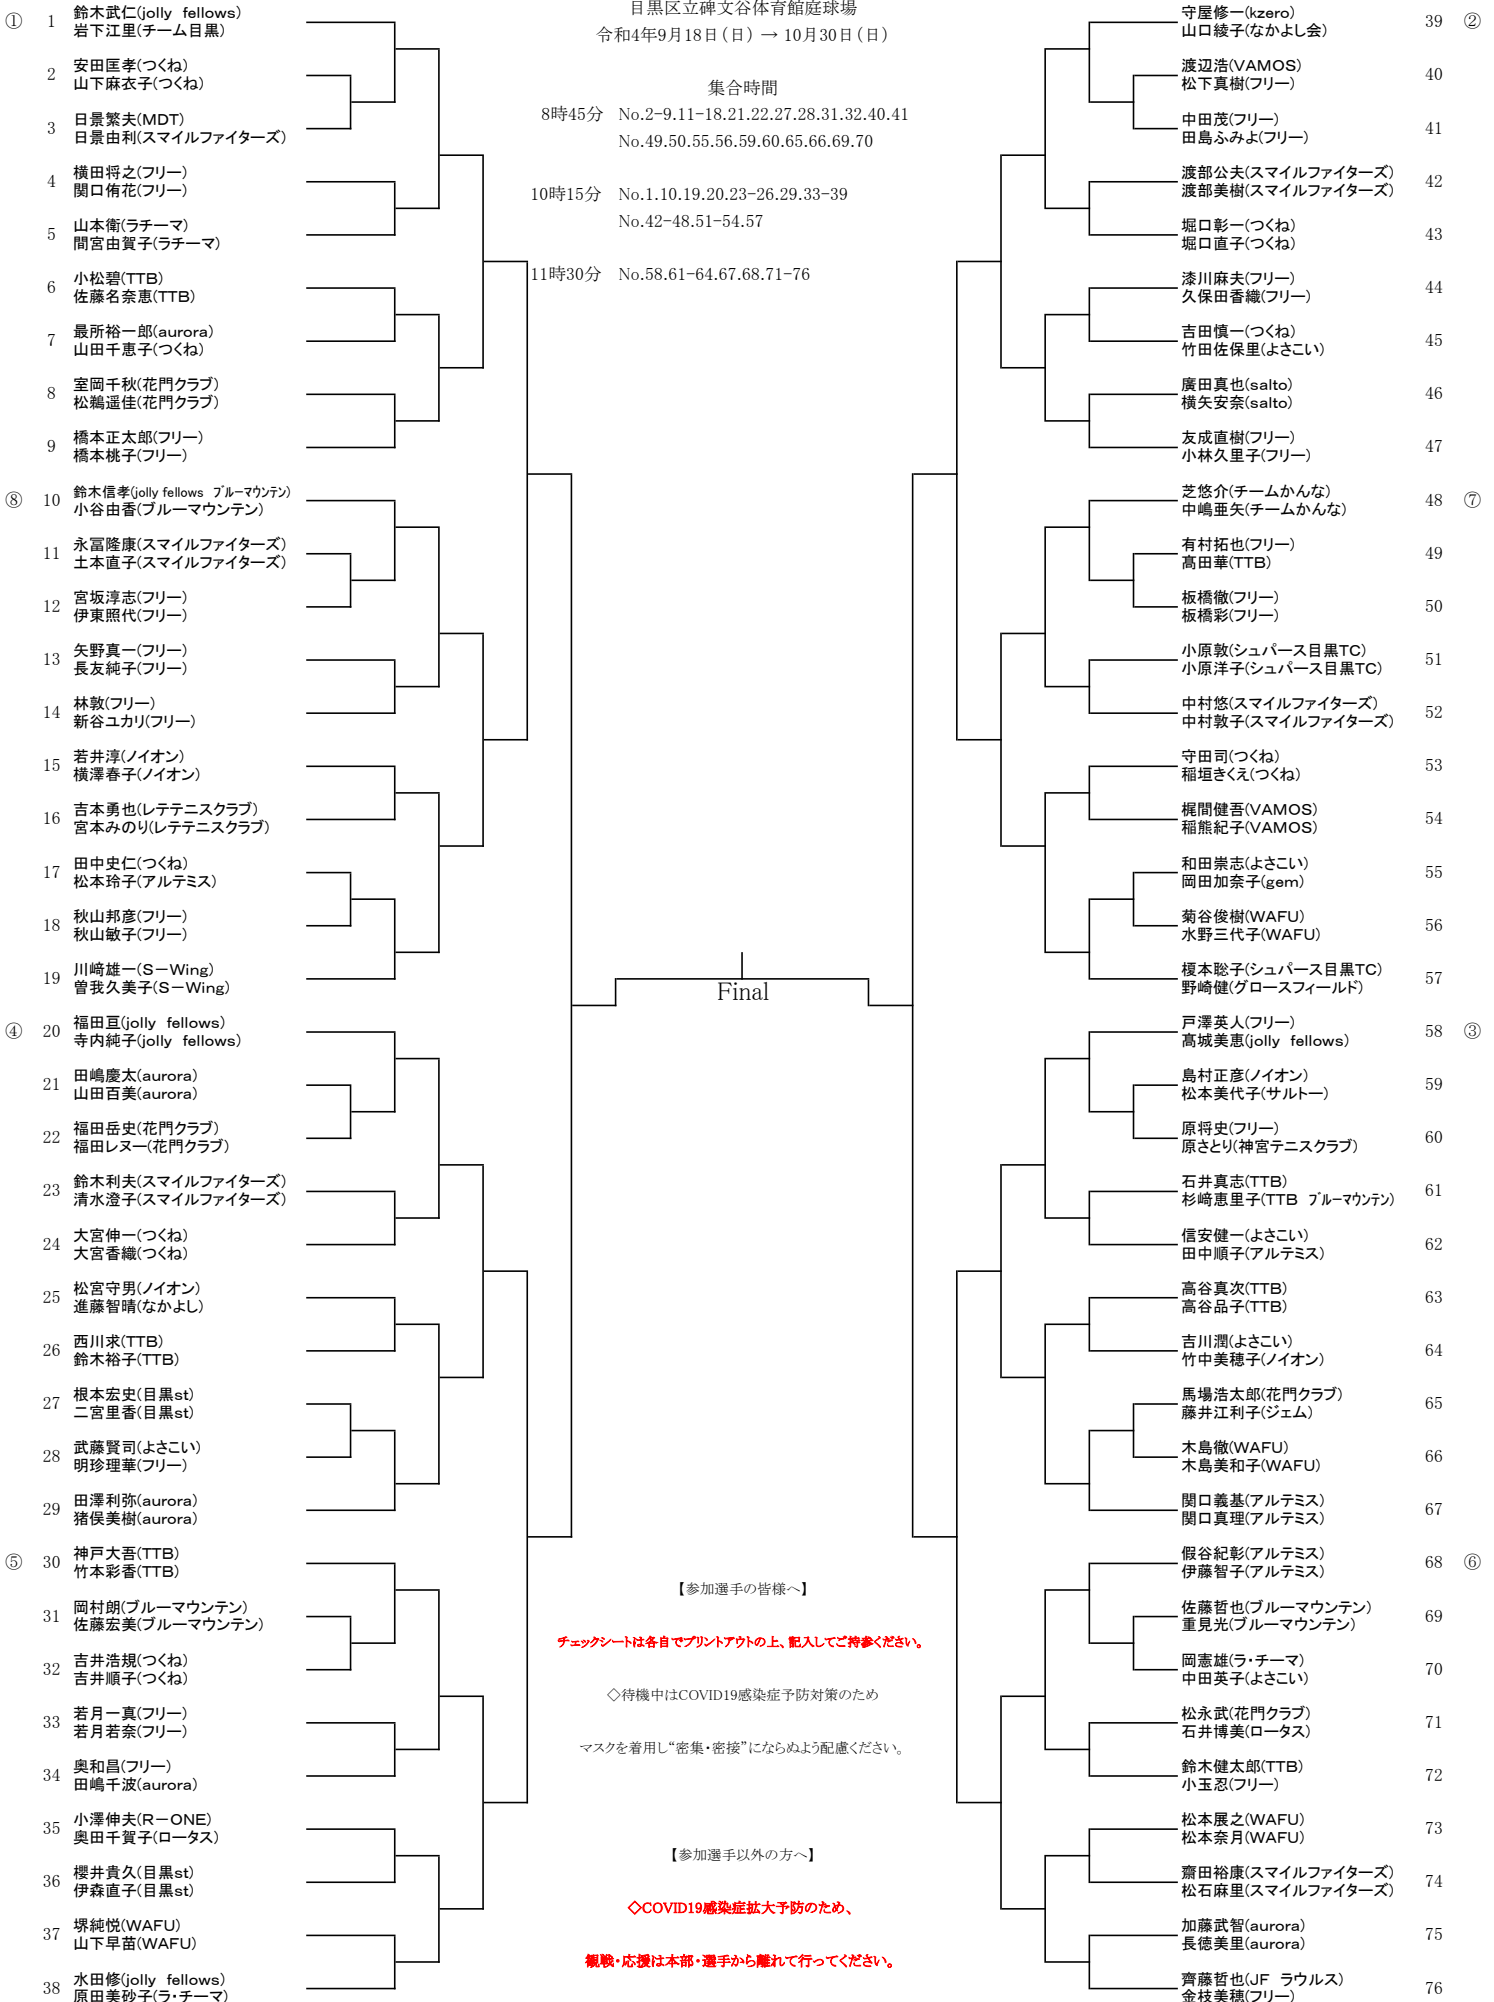 目黒区立碑文谷体育館庭球場
令和4年9月18日(日) → 10月30日(日)
集合時間
8時45分 No.2-9.11-18.21.22.27.28.31.32.40.41
No.49.50.55.56.59.60.65.66.69.70
10時15分 No.1.10.19.20.23-26.29.33-39
No.42-48.51-54.57
11時30分 No.58.61-64.67.68.71-76
① 1 鈴木武仁(jolly fellows)
岩下江里(チーム目黒)
2 安田匡孝(つくね)
山下麻衣子(つくね)
3 日景繁夫(MDT)
日景由利(スマイルファイターズ)
4 横田将之(フリー)
関口侑花(フリー)
5 山本衛(ラチーマ)
間宮由賀子(ラチーマ)
6 小松碧(TTB)
佐藤名奈恵(TTB)
7 最所裕一郎(aurora)
山田千恵子(つくね)
8 室岡千秋(花門クラブ)
松鵜遥佳(花門クラブ)
9 橋本正太郎(フリー)
橋本桃子(フリー)
⑧ 10 鈴木信孝(jolly fellows ブルーマウンテン)
小谷由香(ブルーマウンテン)
11 永冨隆康(スマイルファイターズ)
土本直子(スマイルファイターズ)
12 宮坂淳志(フリー)
伊東照代(フリー)
13 矢野真一(フリー)
長友純子(フリー)
14 林敦(フリー)
新谷ユカリ(フリー)
15 若井淳(ノイオン)
横澤春子(ノイオン)
16 吉本勇也(レテテニスクラブ)
宮本みのり(レテテニスクラブ)
17 田中史仁(つくね)
松本玲子(アルテミス)
18 秋山邦彦(フリー)
秋山敏子(フリー)
19 川﨑雄一(S-Wing)
曽我久美子(S-Wing)
④ 20 福田亘(jolly fellows)
寺内純子(jolly fellows)
21 田嶋慶太(aurora)
山田百美(aurora)
22 福田岳史(花門クラブ)
福田レヌー(花門クラブ)
23 鈴木利夫(スマイルファイターズ)
清水澄子(スマイルファイターズ)
24 大宮伸一(つくね)
大宮香織(つくね)
25 松宮守男(ノイオン)
進藤智晴(なかよし)
26 西川求(TTB)
鈴木裕子(TTB)
27 根本宏史(目黒st)
二宮里香(目黒st)
28 武藤賢司(よさこい)
明珍理華(フリー)
29 田澤利弥(aurora)
猪俣美樹(aurora)
⑤ 30 神戸大吾(TTB)
竹本彩香(TTB)
31 岡村朗(ブルーマウンテン)
佐藤宏美(ブルーマウンテン)
32 吉井浩規(つくね)
吉井順子(つくね)
33 若月一真(フリー)
若月若奈(フリー)
34 奥和昌(フリー)
田嶋千波(aurora)
35 小澤伸夫(R-ONE)
奥田千賀子(ロータス)
36 櫻井貴久(目黒st)
伊森直子(目黒st)
37 堺純悦(WAFU)
山下早苗(WAFU)
38 水田修(jolly fellows)
原田美砂子(ラ・チーマ)
Final
【参加選手の皆様へ】
チェックシートは各自でプリントアウトの上、記入してご持参ください。
◇待機中はCOVID19感染症予防対策のため
マスクを着用し“密集・密接”にならぬよう配慮ください。
【参加選手以外の方へ】
◇COVID19感染症拡大予防のため、
観戦・応援は本部・選手から離れて行ってください。
守屋修一(kzero) 39 ②
山口綾子(なかよし会)
渡辺浩(VAMOS) 40
松下真樹(フリー)
中田茂(フリー) 41
田島ふみよ(フリー)
渡部公夫(スマイルファイターズ) 42
渡部美樹(スマイルファイターズ)
堀口彰一(つくね) 43
堀口直子(つくね)
漆川麻夫(フリー) 44
久保田香織(フリー)
吉田慎一(つくね) 45
竹田佐保里(よさこい)
廣田真也(salto) 46
横矢安奈(salto)
友成直樹(フリー) 47
小林久里子(フリー)
芝悠介(チームかんな) 48 ⑦
中嶋亜矢(チームかんな)
有村拓也(フリー) 49
髙田華(TTB)
板橋徹(フリー) 50
板橋彩(フリー)
小原敦(シュパース目黒TC) 51
小原洋子(シュパース目黒TC)
中村悠(スマイルファイターズ) 52
中村敦子(スマイルファイターズ)
守田司(つくね) 53
稲垣きくえ(つくね)
梶間健吾(VAMOS) 54
稲熊紀子(VAMOS)
和田崇志(よさこい) 55
岡田加奈子(gem)
菊谷俊樹(WAFU) 56
水野三代子(WAFU)
榎本聡子(シュパース目黒TC) 57
野崎健(グロースフィールド)
戸澤英人(フリー) 58 ③
髙城美恵(jolly fellows)
島村正彦(ノイオン) 59
松本美代子(サルトー)
原将史(フリー) 60
原さとり(神宮テニスクラブ)
石井真志(TTB) 61
杉﨑恵里子(TTB ブルーマウンテン)
信安健一(よさこい) 62
田中順子(アルテミス)
高谷真次(TTB) 63
高谷品子(TTB)
吉川潤(よさこい) 64
竹中美穂子(ノイオン)
馬場浩太郎(花門クラブ) 65
藤井江利子(ジェム)
木島徹(WAFU) 66
木島美和子(WAFU)
関口義基(アルテミス) 67
関口真理(アルテミス)
假谷紀彰(アルテミス) 68 ⑥
伊藤智子(アルテミス)
佐藤哲也(ブルーマウンテン) 69
重見光(ブルーマウンテン)
岡憲雄(ラ・チーマ) 70
中田英子(よさこい)
松永武(花門クラブ) 71
石井博美(ロータス)
鈴木健太郎(TTB) 72
小玉忍(フリー)
松本展之(WAFU) 73
松本奈月(WAFU)
齋田裕康(スマイルファイターズ) 74
松石麻里(スマイルファイターズ)
加藤武智(aurora) 75
長徳美里(aurora)
齊藤哲也(JF ラウルス) 76
金枝美穂(フリー)